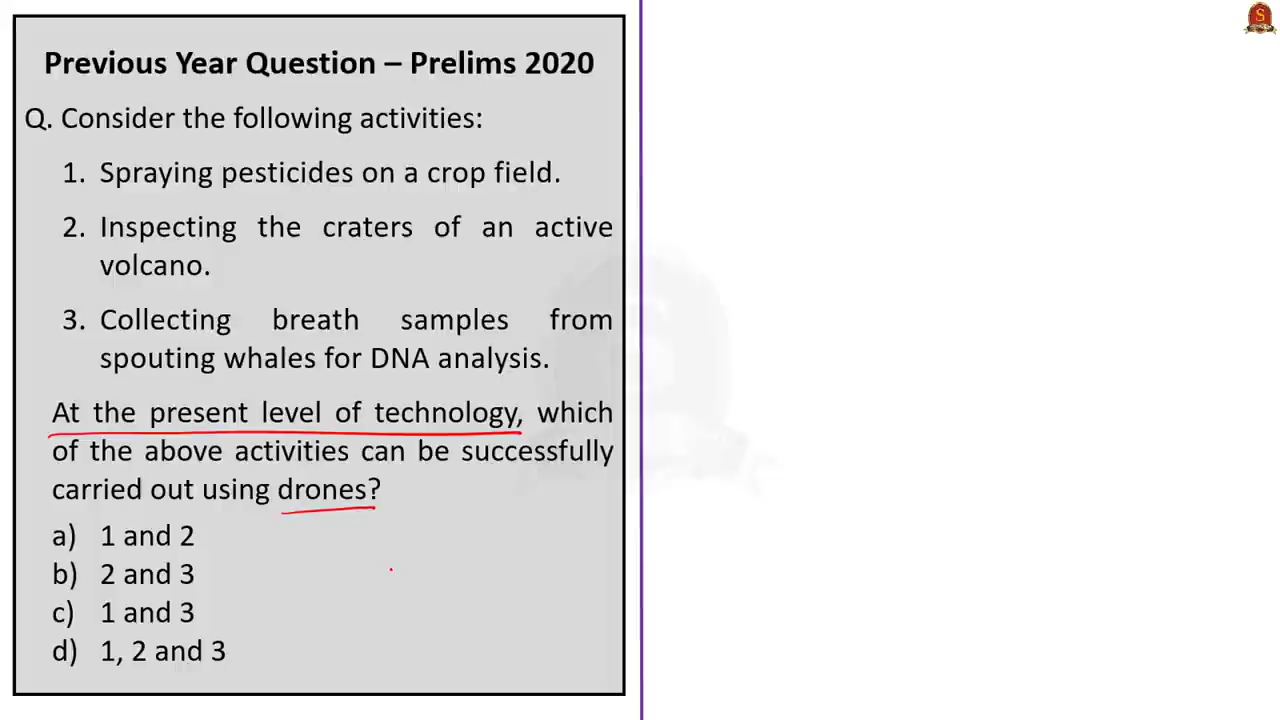 Previous Year Question – Prelims 2020
Q. Consider the following activities:
1. Spraying pesticides on a crop field.
2. Inspecting the craters of an active
volcano.
3. Collecting breath samples from
spouting whales for DNA analysis.
At the present level of technology, which
of the above activities can be successfully
carried out using drones?
a) 1 and 2
b) 2 and 3
c) 1 and 3
d) 1, 2 and 3
S